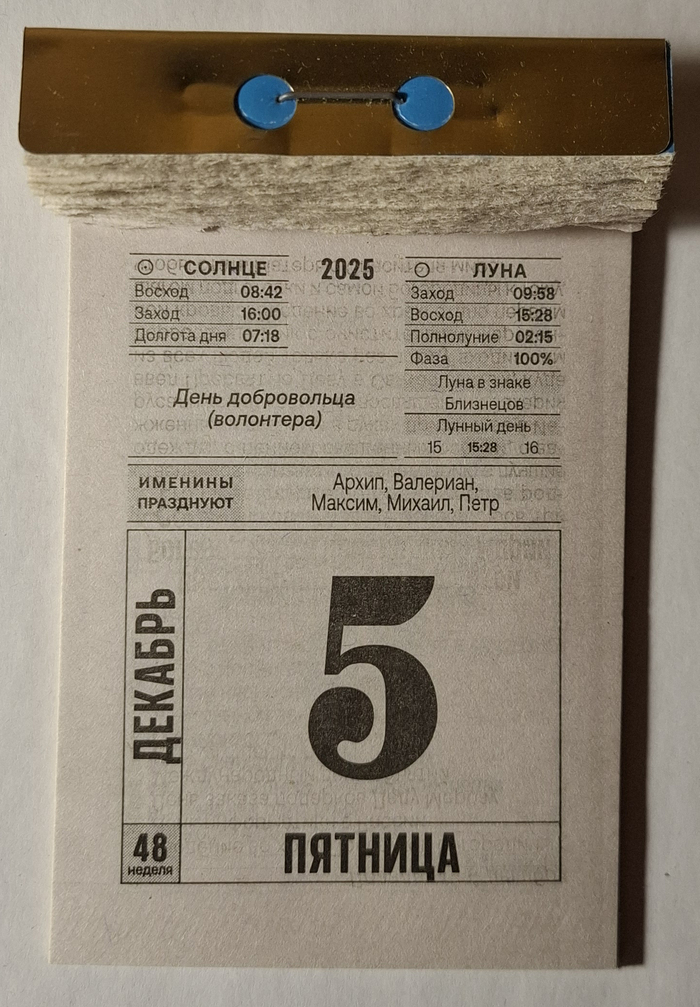 СОЛНЦЕ
Восход 08:42
Заход 16:00
Долгота дня 07:18
2025
ЛУНА
Заход 09:58
Восход 15:28
Полнолуние 02:15
Фаза 100%
Луна в знаке
Близнецов
Лунный день
15 15:28 16
День добровольца
(волонтера)
ИМЕНИНЫ
ПРАЗДНУЮТ
Архип, Валериан,
Максим, Михаил, Петр
ДЕКАБРЬ
5
48
неделя
ПЯТНИЦА